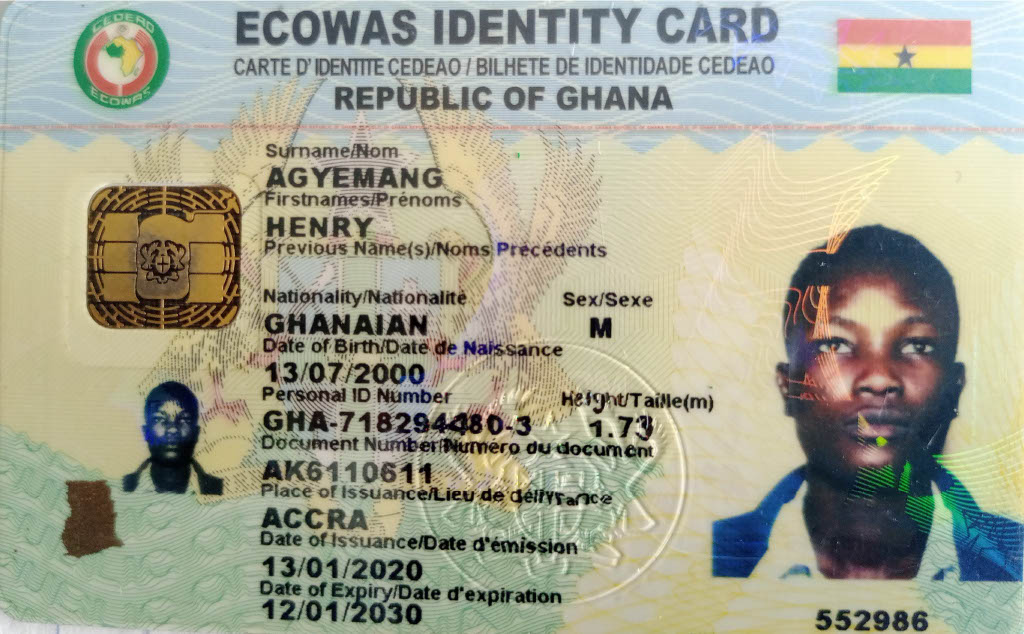 CEDEAO
ECOWAS
ECOWAS IDENTITY CARD
CARTE D' IDENTITE CEDEAO / BILHETE DE IDENTIDADE CEDEAO
REPUBLIC OF GHANA
Surname/Nom
AGYEMANG
Firstnames/Prénoms
HENRY
Previous Name(s)/Noms Précédents
Nationality/Nationalité Sex/Sexe
GHANAIAN M
Date of Birth/Date de Naissance
13/07/2000
Personal ID Number Height/Taille(m)
GHA-718294480-3 1.73
Document Number/Numéro du document
AK6110611
Place of Issuance/Lieu de délivrance
ACCRA
Date of Issuance/Date d'émission
13/01/2020
Date of Expiry/Date d'expiration
12/01/2030
552986